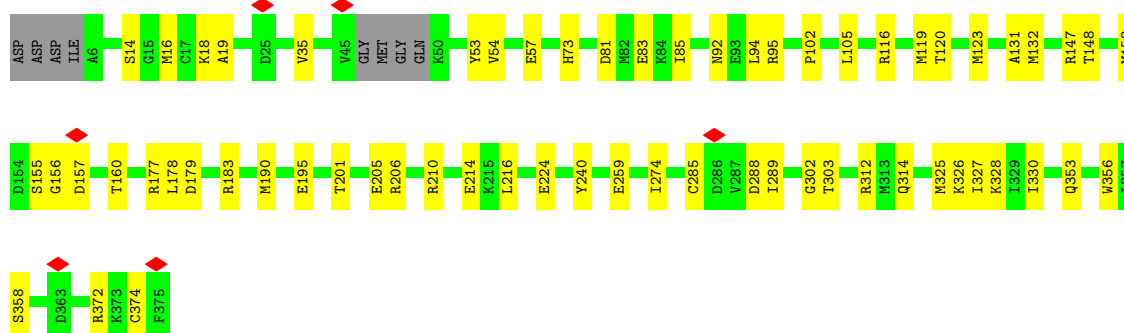 ASP ASP ASP ILE A6 S14 G15 M16 C17 K18 A19 D25 V35 V45 GLY MET GLY GLN K50 Y53 V54 E57 H73 D81 M82 E83 K84 I85 N92 E93 L94 R95 P102 L105 R116 M119 T120 M123 A131 M132 R147 T148
D154 S155 G156 D157 T160 R177 L178 D179 R183 M190 E195 T201 E205 R206 R210 E214 K215 L216 E224 Y240 E259 I274 C285 D286 V287 D288 I289 G302 T303 R312 M313 Q314 M325 K326 I327 K328 I329 I330 Q353 W356
S358 D363 R372 K373 C374 F375